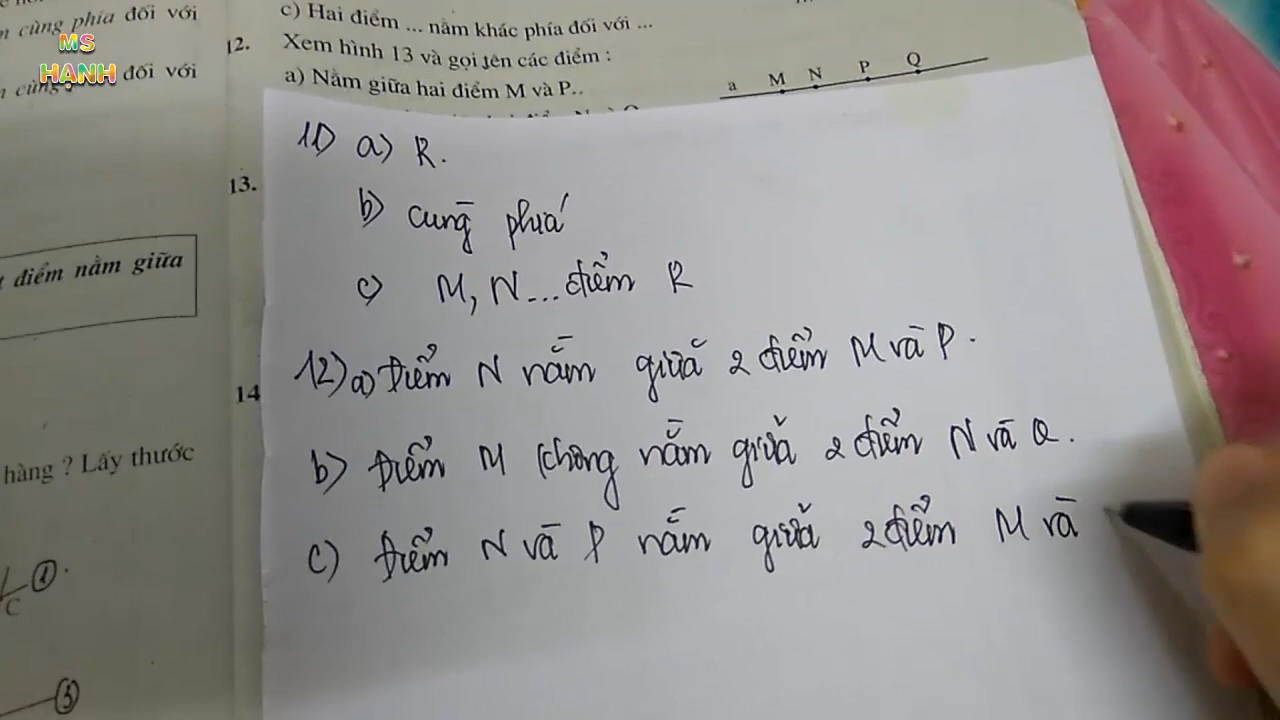 n cùng phía đối với
MS
HẠNH
đối với
c) Hai điểm ... nằm khác phía đối với ...
12. Xem hình 13 và gọi tên các điểm :
a) Nằm giữa hai điểm M và P..
a M N P Q
13.
điểm nằm giữa
14
hàng ? Lấy thước
C 1
3
11) a) R.
b) cùng phía
c) M, N ... điểm R
12) a) Điểm N nằm giữa 2 điểm M và P.
b) Điểm M không nằm giữa 2 điểm N và Q.
c) Điểm N và P nằm giữa 2 điểm M và